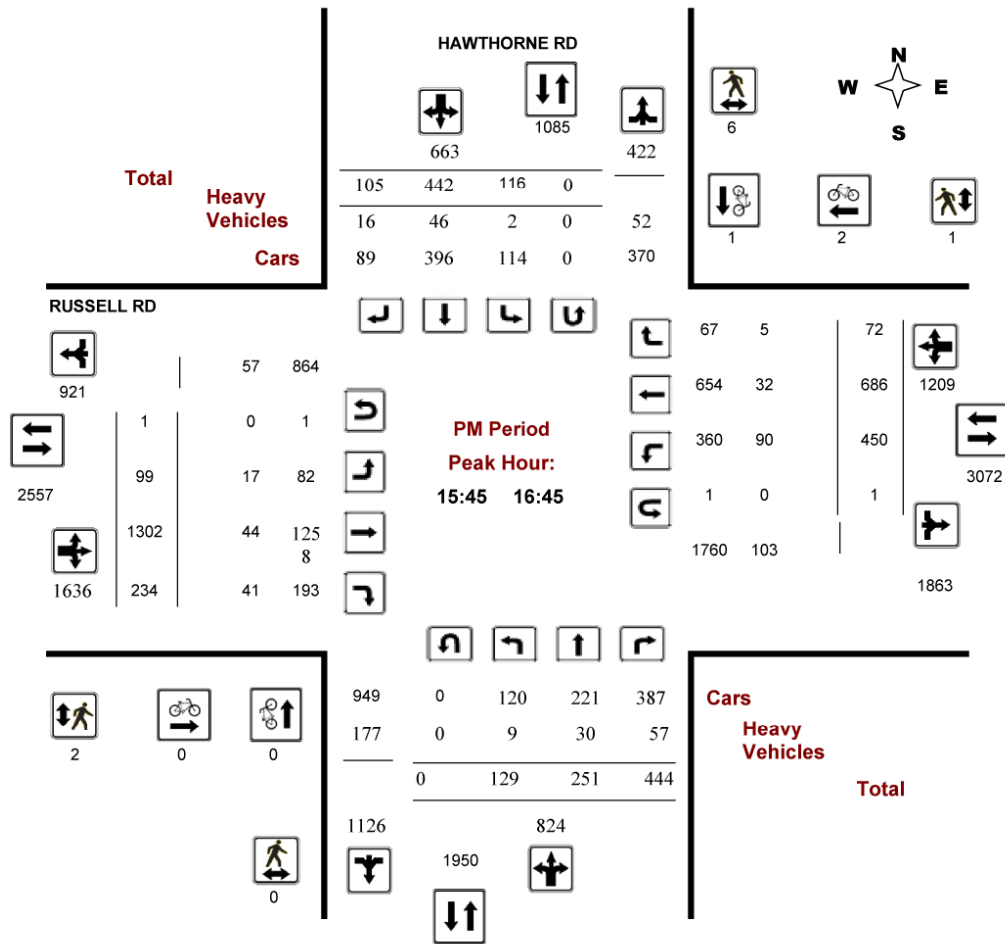 HAWTHORNE RD
N
W E
S
1085
6
663 422
Total
105 442 116 0
Heavy
Vehicles
16 46 2 0 52
1 2 1
Cars
89 396 114 0 370
RUSSELL RD
67 5 72
57 864
921
654 32 686 1209
1 0 1
PM Period
360 90 450
Peak Hour:
99 17 82
3072
2557
15:45 16:45
1 0 1
1302 44 125
8
1760 103
1636 234 41 193
1863
949 0 120 221 387
Cars
177 0 9 30 57
Heavy
Vehicles
2 0 0
0 129 251 444
Total
1126 824
1950
0